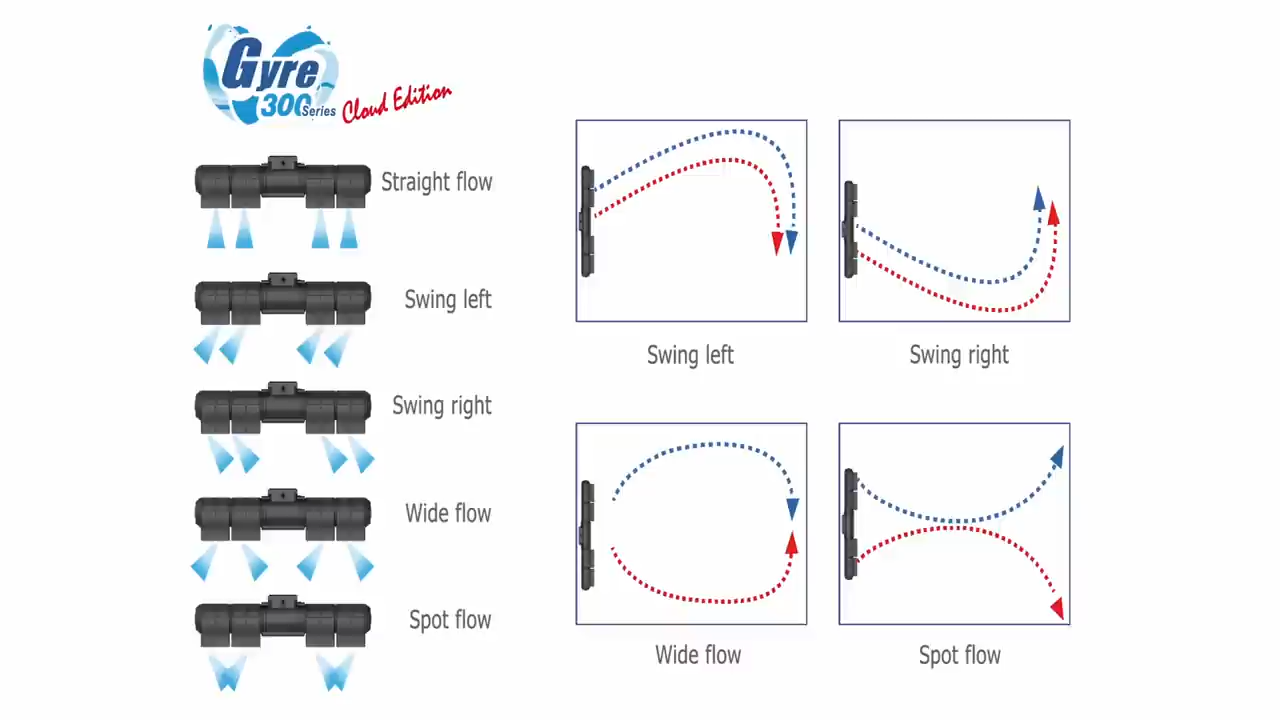 Gyre
300 Series Cloud Edition
Straight flow
Swing left
Swing right
Wide flow
Spot flow
Swing left
Swing right
Wide flow
Spot flow